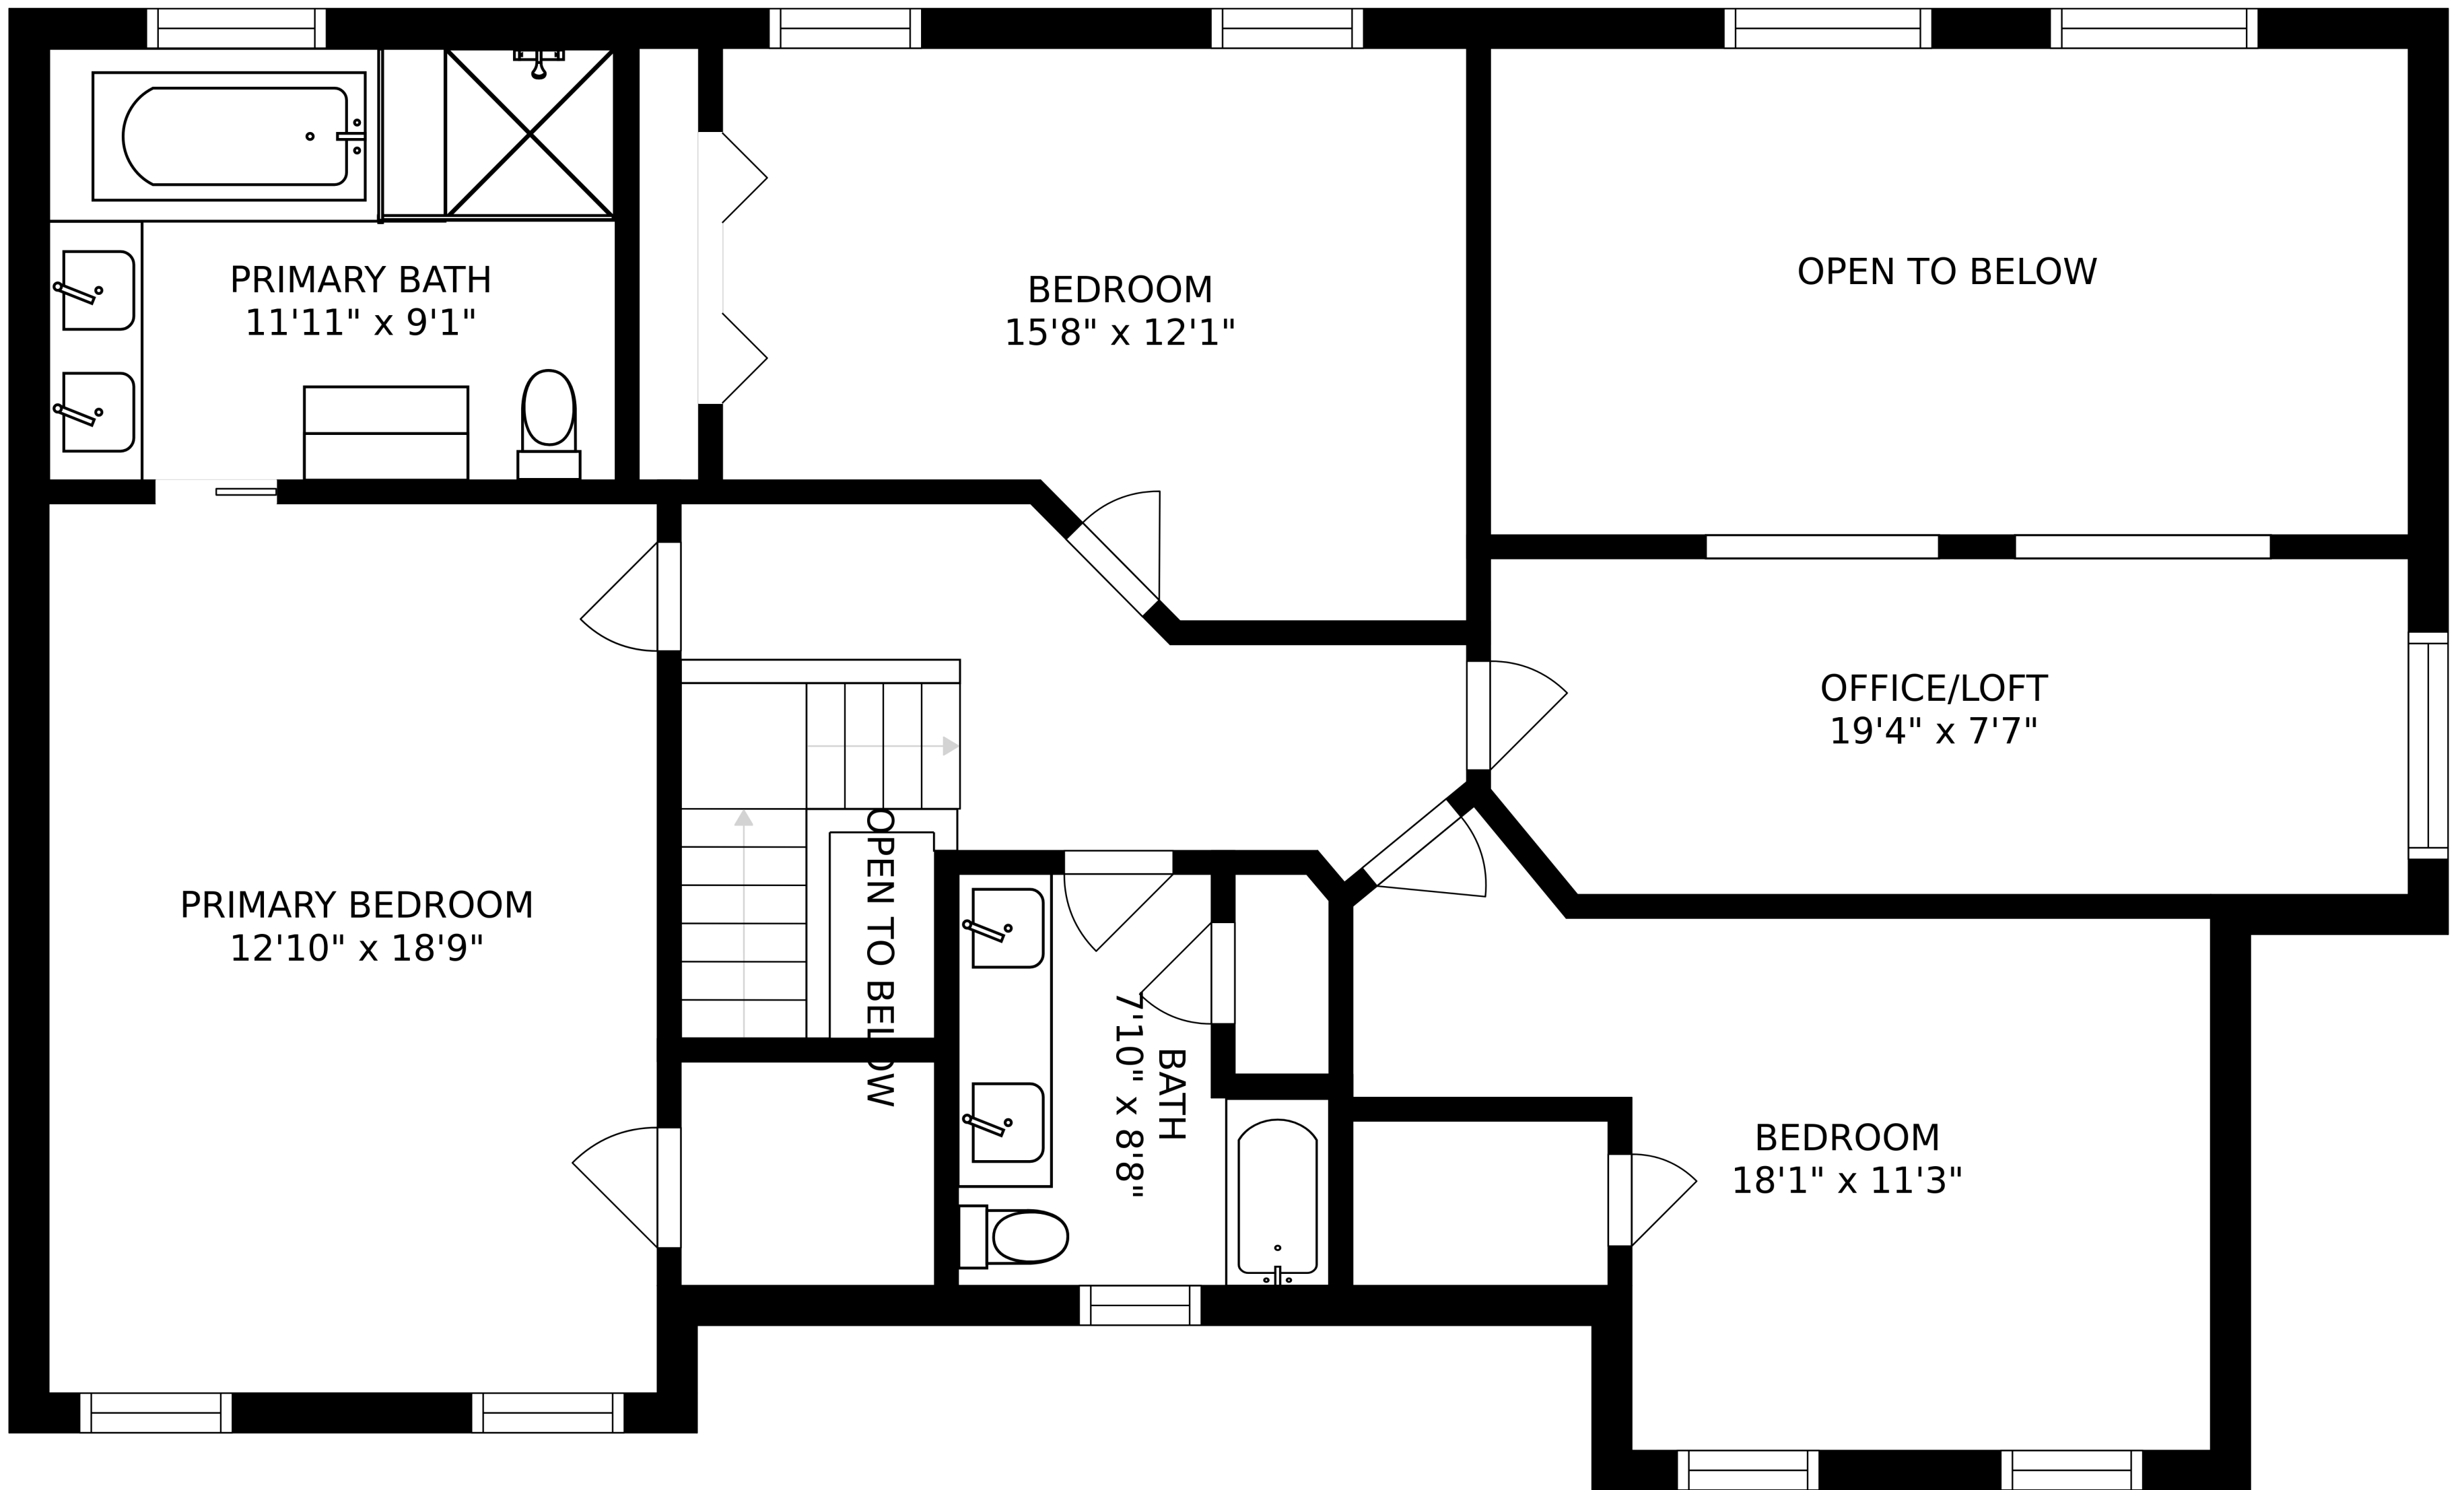 PRIMARY BATH
11'11" x 9'1"
BEDROOM
15'8" x 12'1"
OPEN TO BELOW
OFFICE/LOFT
19'4" x 7'7"
PRIMARY BEDROOM
12'10" x 18'9"
OPEN TO BELOW
BATH
7'10" x 8'8"
BEDROOM
18'1" x 11'3"